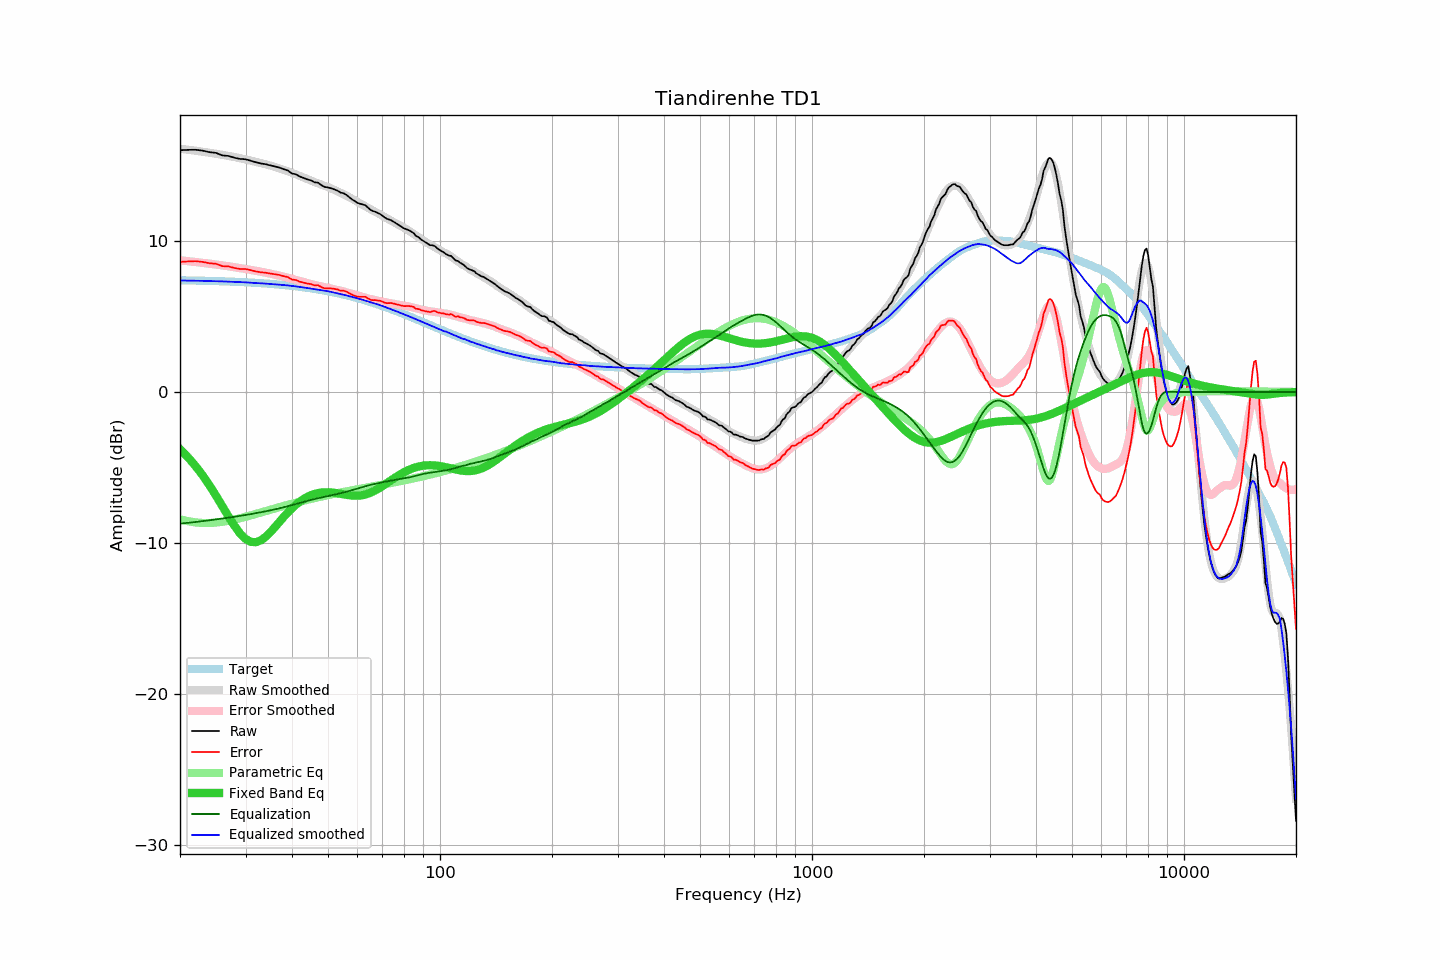 Tiandirenhe TD1
10
0
−10
−20
−30
Amplitude (dBr)
Target
Raw Smoothed
Error Smoothed
Raw
Error
Parametric Eq
Fixed Band Eq
Equalization
Equalized smoothed
100
1000
10000
Frequency (Hz)